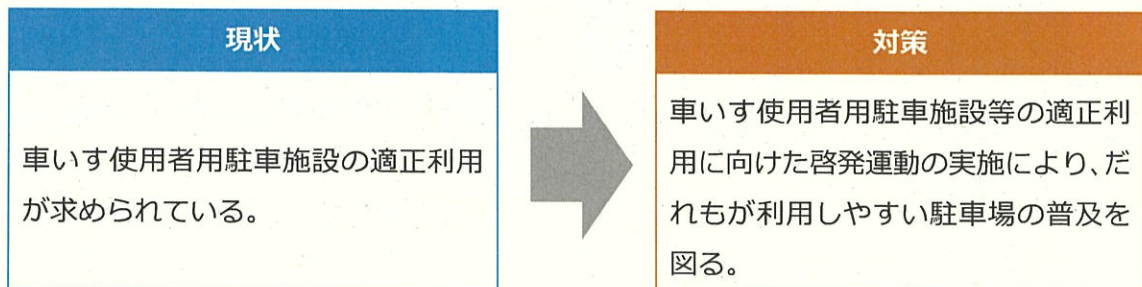 現状
車いす使用者用駐車施設の適正利用
が求められている。
対策
車いす使用者用駐車施設等の適正利
用に向けた啓発運動の実施により、だ
れもが利用しやすい駐車場の普及を
図る。